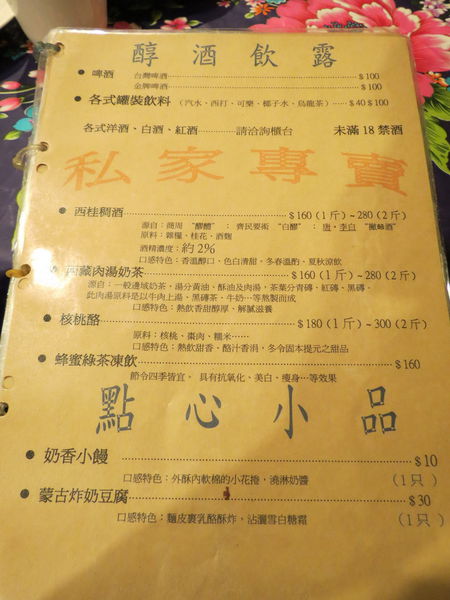 醇酒飲露
● 啤酒 台灣啤酒 $100
金牌啤酒 $100
● 各式罐裝飲料 (汽水、西打、可樂、椰子水、烏龍茶) $40 $100
各式洋酒、白酒、紅酒 請洽詢櫃台 未滿18禁酒
私家專賣
● 西桂稠酒 $160 (1斤) ~ 280 (2斤)
源自:商周“醪醴”; 齊民要術“白醪”; 唐·李白“撇醅酒”
原料:雜糧、桂花、酒麴
酒精濃度:約2%
口感特色:香溫醇口、色白清甜,冬春溫酌、夏秋涼飲
● 西藏肉湯奶茶 $160 (1斤) ~ 280 (2斤)
源自:一般邊域奶茶、湯分黃油、酥油及肉湯,茶葉分青磚、紅磚、黑磚
此肉湯原料是以牛肉上湯、黑磚茶、牛奶…等熬製而成
口感特色:熱飲香甜醇厚、解膩滋養
● 核桃酪 $180 (1斤) ~ 300 (2斤)
原料:核桃、棗肉、糯米……
口感特色:熱飲甜香、酪汁香涓,冬令固本提元之甜品
● 蜂蜜綠茶凍飲 $160
節令四季皆宜, 具有抗氧化、美白、瘦身…等效果
點心小品
● 奶香小饅 $10
口感特色:外酥內軟棉的小花捲,澆淋奶醬 (1只)
● 蒙古炸奶豆腐 $30
口感特色:麵皮裹乳酪酥炸,沾灑雪白糖霜 (1只)